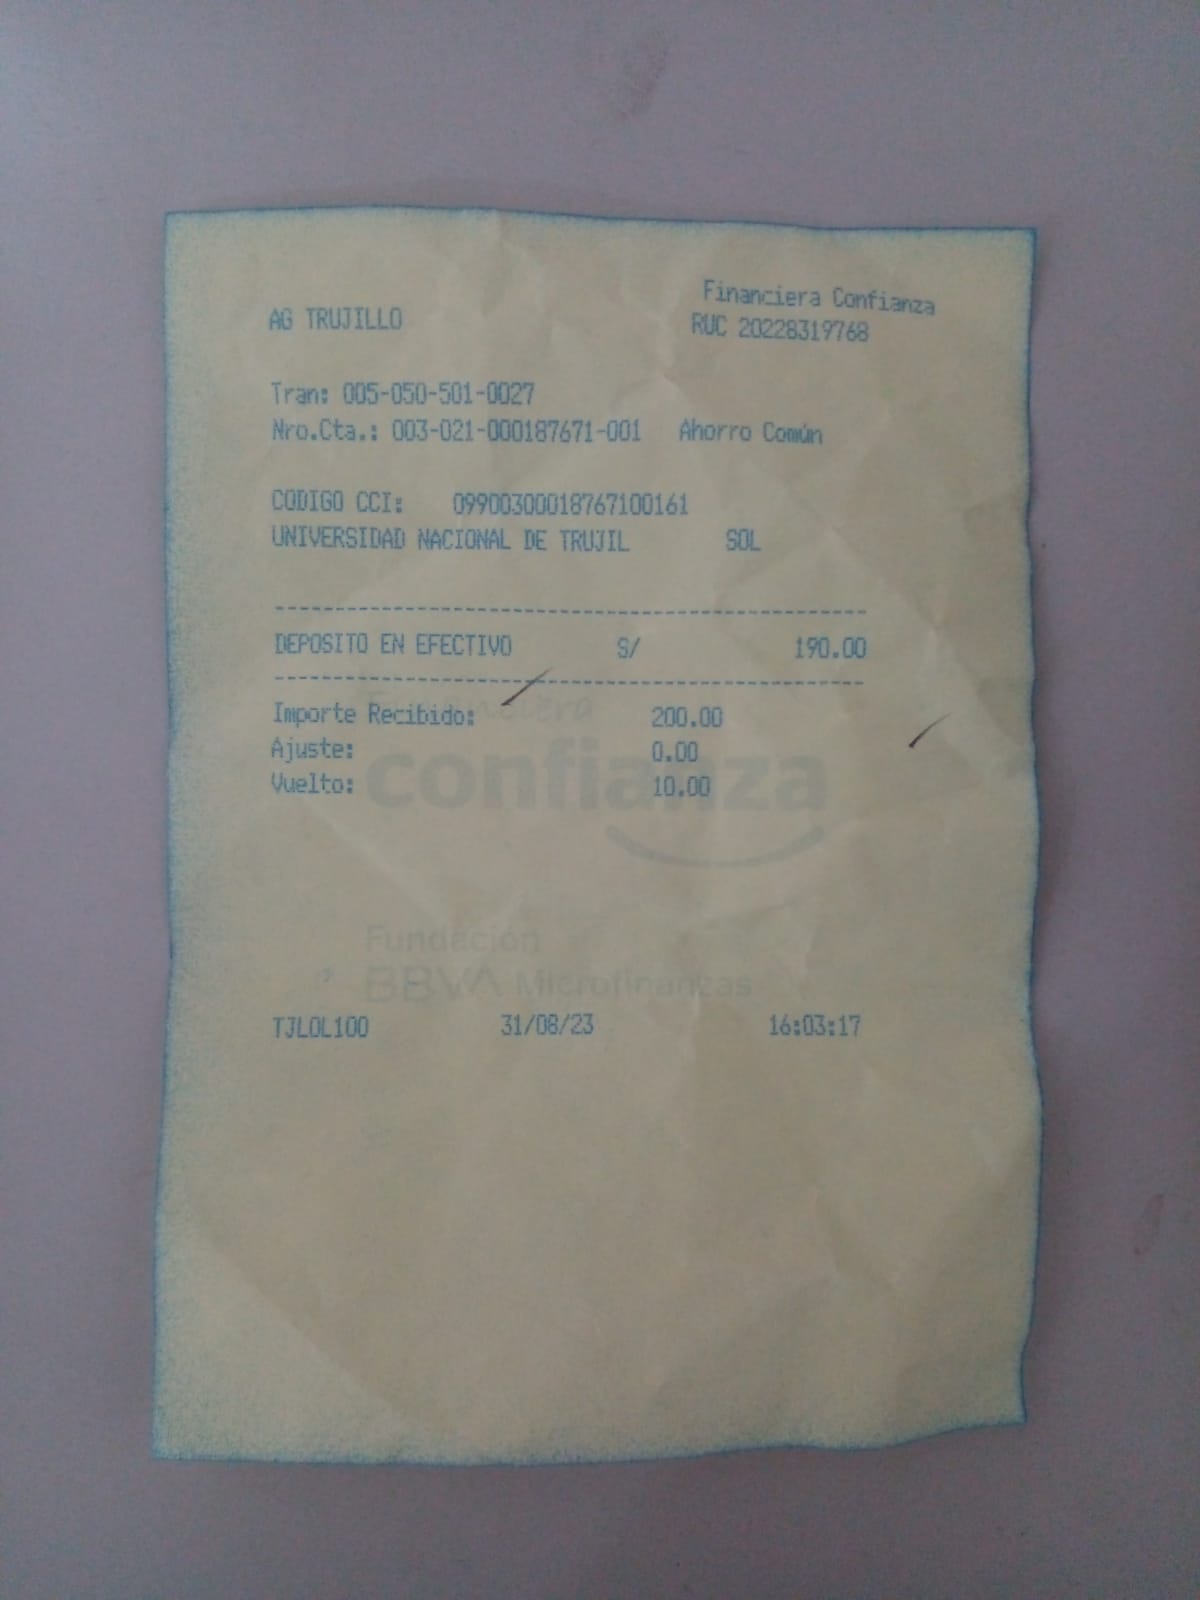 Financiera Confianza
AG TRUJILLO
RUC 20228319768
Tran: 005-050-501-0027
Nro.Cta.: 003-021-000187671-001 Ahorro Común
CODIGO CCI: 09900300018767100161
UNIVERSIDAD NACIONAL DE TRUJIL SOL
DEPOSITO EN EFECTIVO S/ 190.00
Financiera
Importe Recibido: 200.00
Ajuste: 0.00
confianza
Vuelto: 10.00
Fundación
BBVA Microfinanzas
TJLOL100 31/08/23 16:03:17